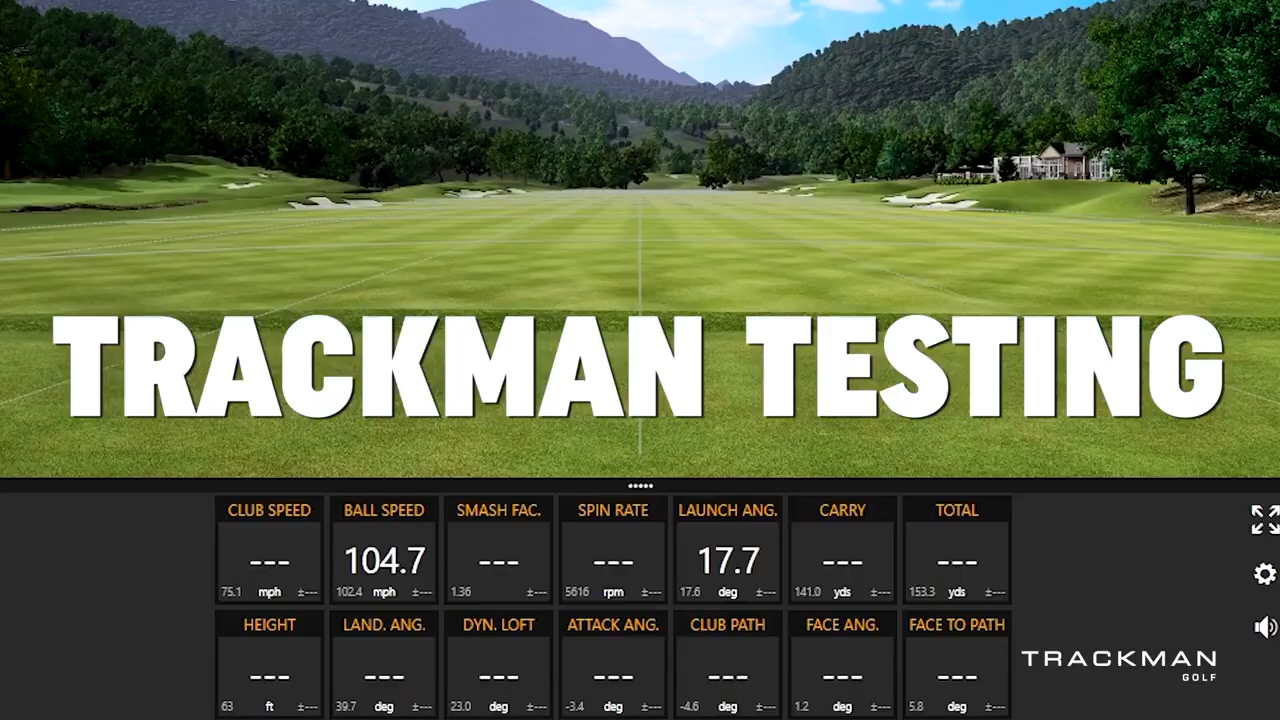 TRACKMAN TESTING
CLUB SPEED BALL SPEED SMASH FAC. SPIN RATE LAUNCH ANG. CARRY TOTAL
--- 104.7 --- --- 17.7 --- ---
75.1 mph ±--- 102.4 mph ±--- 1.36 ±--- 5616 rpm ±--- 17.6 deg ±--- 141.0 yds ±--- 153.3 yds ±---
HEIGHT LAND. ANG. DYN. LOFT ATTACK ANG. CLUB PATH FACE ANG. FACE TO PATH
--- --- --- --- --- --- ---
63 ft ±--- 39.7 deg ±--- 23.0 deg ±--- -3.4 deg ±--- -4.6 deg ±--- 1.2 deg ±--- 5.8 deg ±---
TRACKMAN
GOLF